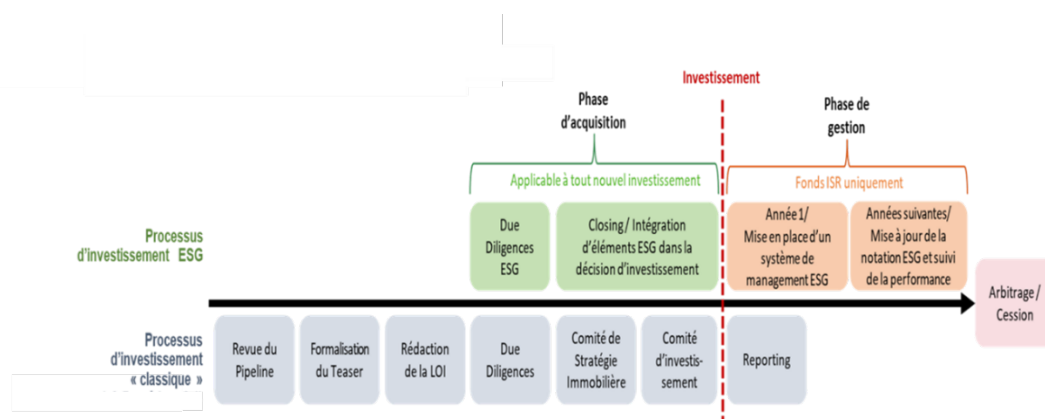 Investissement
Phase
d'acquisition
Phase de
gestion
Applicable à tout nouvel investissement
Fonds ISR uniquement
Processus
d'investissement ESG
Due
Diligences
ESG
Closing / Intégration
d'éléments ESG dans la
décision d'investissement
Année 1/
Mise en place d'un
système de
management ESG
Années suivantes/
Mise à jour de la
notation ESG et suivi
de la performance
Arbitrage /
Cession
Processus
d'investissement
« classique »
Revue du
Pipeline
Formalisation
du Teaser
Rédaction
de la LOI
Due
Diligences
Comité de
Stratégie
Immobilière
Comité
d'investis-
sement
Reporting